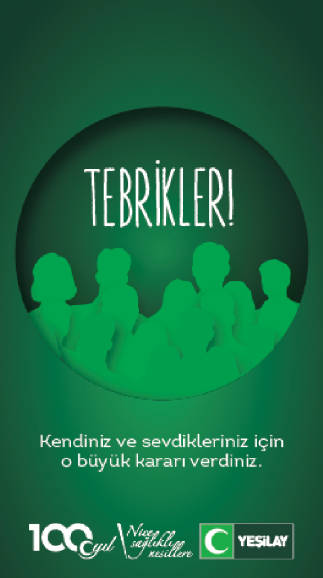 TEBRİKLER!
Kendiniz ve sevdikleriniz için
o büyük kararı verdiniz.
100. yıl
Nice
sağlıklı
nesillere
YEŞİLAY